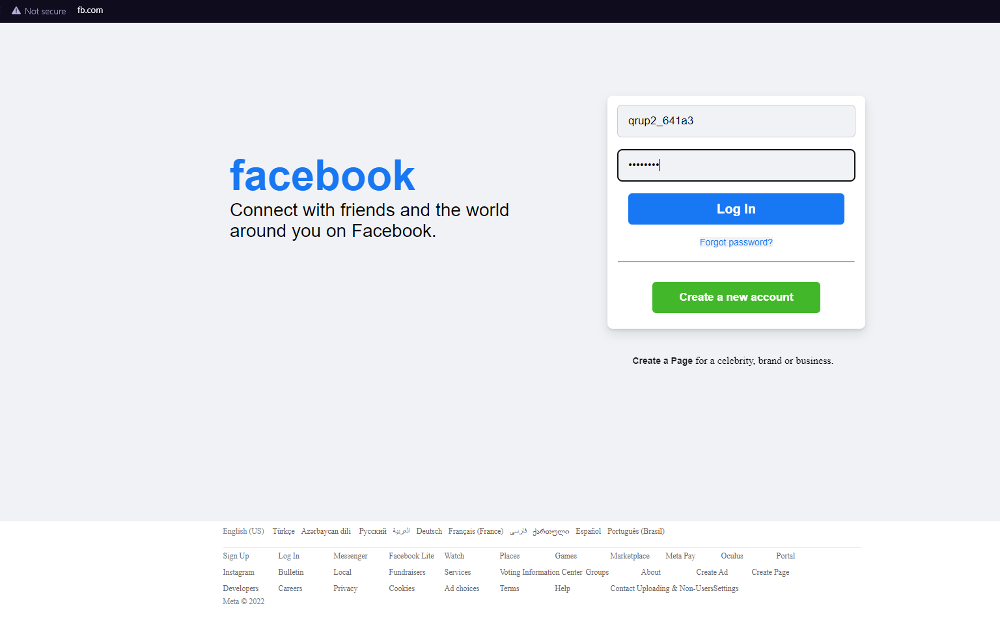 Not secure fb.com
qrup2_641a3
••••••••
facebook
Connect with friends and the world
around you on Facebook.
Log In
Forgot password?
Create a new account
Create a Page for a celebrity, brand or business.
English (US) Türkçe Azərbaycan dili Русский العربية Deutsch Français (France) فارسی ქართული Español Português (Brasil)
Sign Up Log In Messenger Facebook Lite Watch Places Games Marketplace Meta Pay Oculus Portal
Instagram Bulletin Local Fundraisers Services Voting Information Center Groups About Create Ad Create Page
Developers Careers Privacy Cookies Ad choices Terms Help Contact Uploading & Non-UsersSettings
Meta © 2022